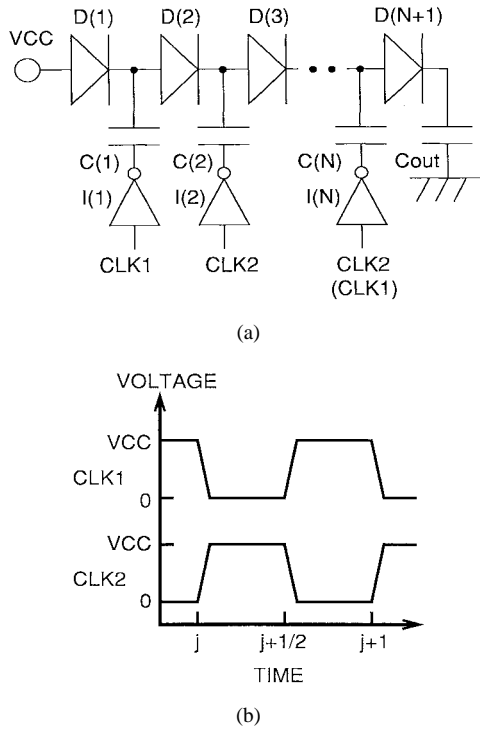 D(1) D(2) D(3) D(N+1)
VCC
C(1) C(2) C(N) Cout
I(1) I(2) I(N)
CLK1 CLK2 CLK2
(CLK1)
(a)
VOLTAGE
VCC
CLK1
0
VCC
CLK2
0
j j+1/2 j+1
TIME
(b)